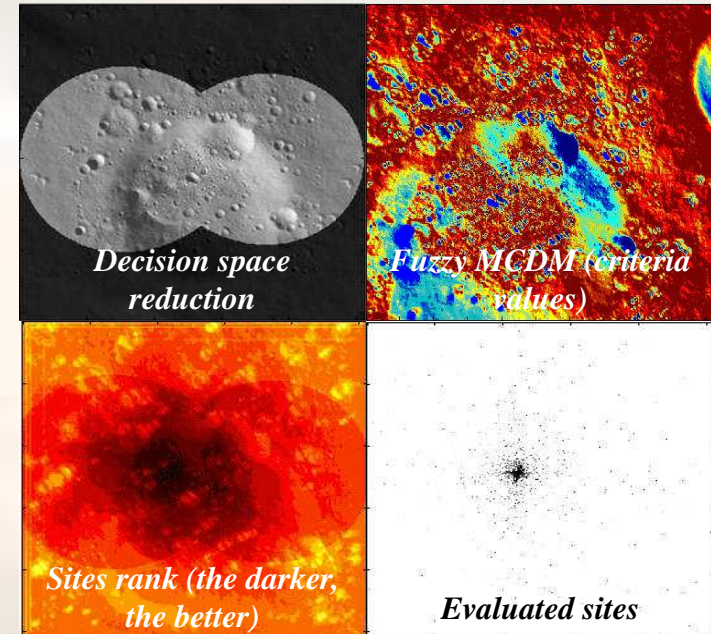 Decision space
reduction
Fuzzy MCDM (criteria
values)
Sites rank (the darker,
the better)
Evaluated sites